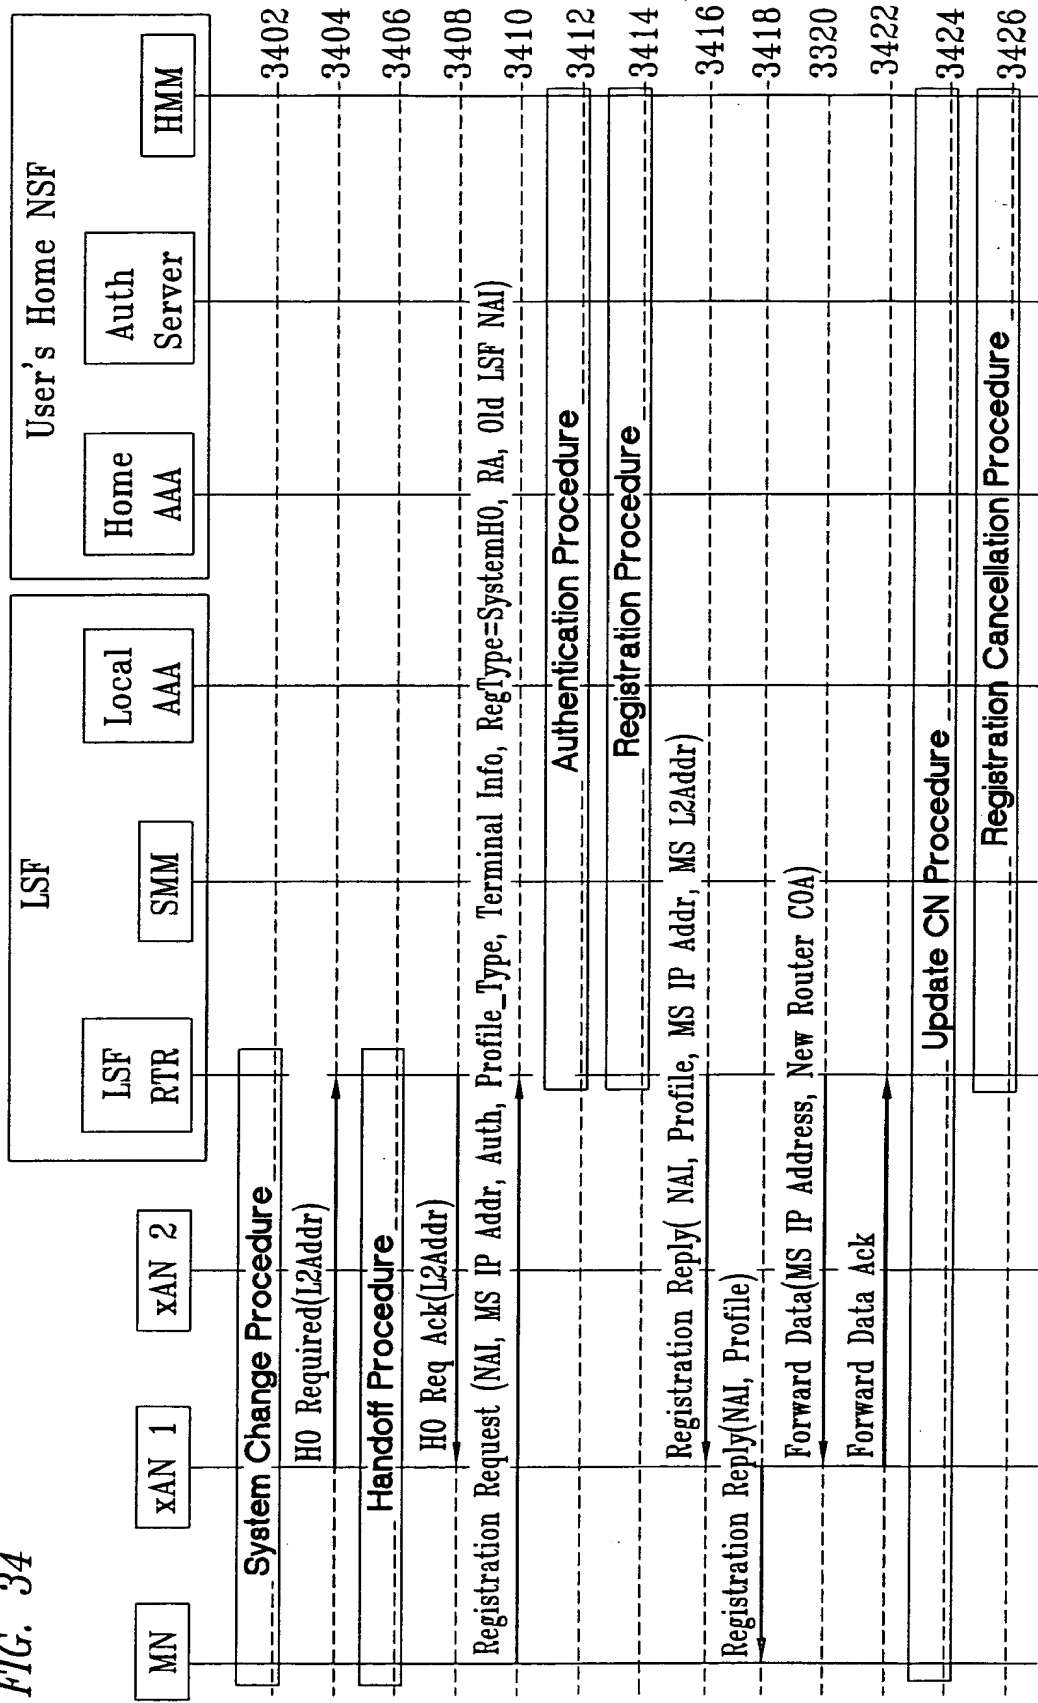 FIG. 34
LSF
User's Home NSF
MN
xAN 1
xAN 2
LSF
RTR
SMM
Local
AAA
Home
AAA
Auth
Server
HMM
System Change Procedure
3402
HO Required(L2Addr)
3404
Handoff Procedure
3406
HO Req Ack(L2Addr)
3408
Registration Request (NAI, MS IP Addr, Auth, Profile_Type, Terminal Info, RegType=SystemHO, RA, Old LSF NAI)
3410
Authentication Procedure
3412
Registration Procedure
3414
Registration Reply( NAI, Profile, MS IP Addr, MS L2Addr)
3416
Registration Reply(NAI, Profile)
3418
Forward Data(MS IP Address, New Router COA)
3320
Forward Data Ack
3422
Update CN Procedure
3424
Registration Cancellation Procedure
3426